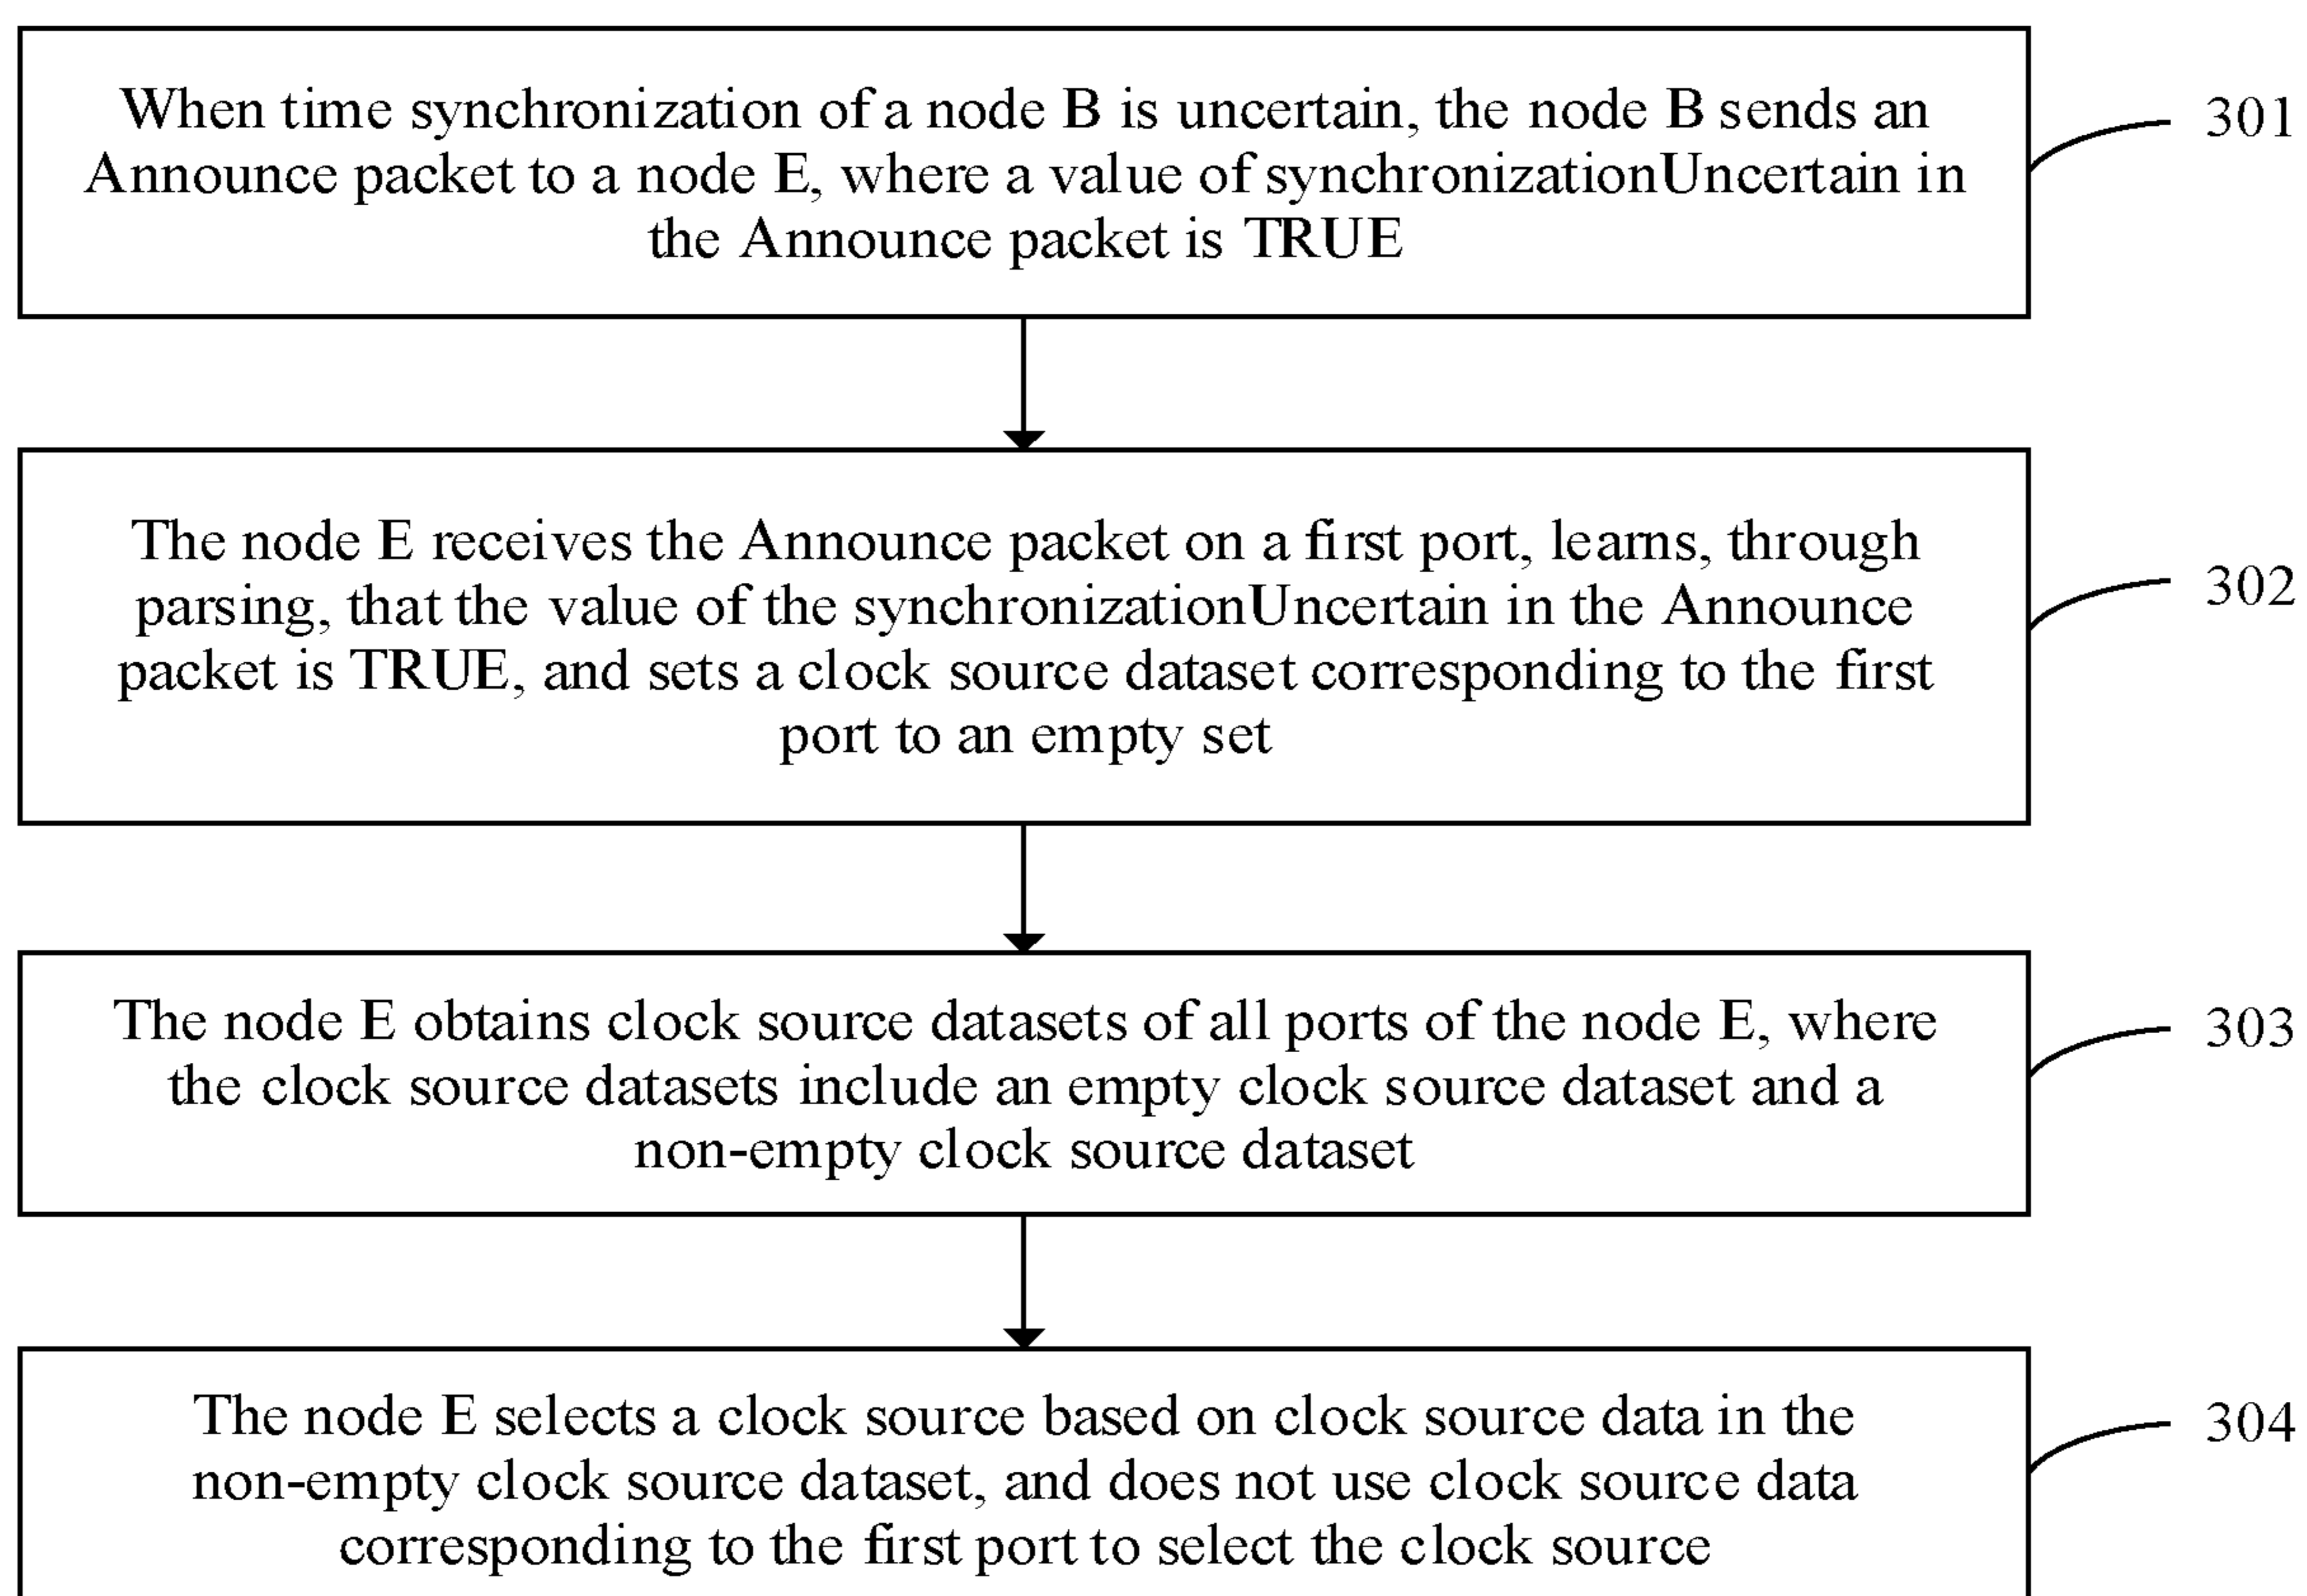 When time synchronization of a node B is uncertain, the node B sends an
Announce packet to a node E, where a value of synchronizationUncertain in
the Announce packet is TRUE
301
The node E receives the Announce packet on a first port, learns, through
parsing, that the value of the synchronizationUncertain in the Announce
packet is TRUE, and sets a clock source dataset corresponding to the first
port to an empty set
302
The node E obtains clock source datasets of all ports of the node E, where
the clock source datasets include an empty clock source dataset and a
non-empty clock source dataset
303
The node E selects a clock source based on clock source data in the
non-empty clock source dataset, and does not use clock source data
corresponding to the first port to select the clock source
304